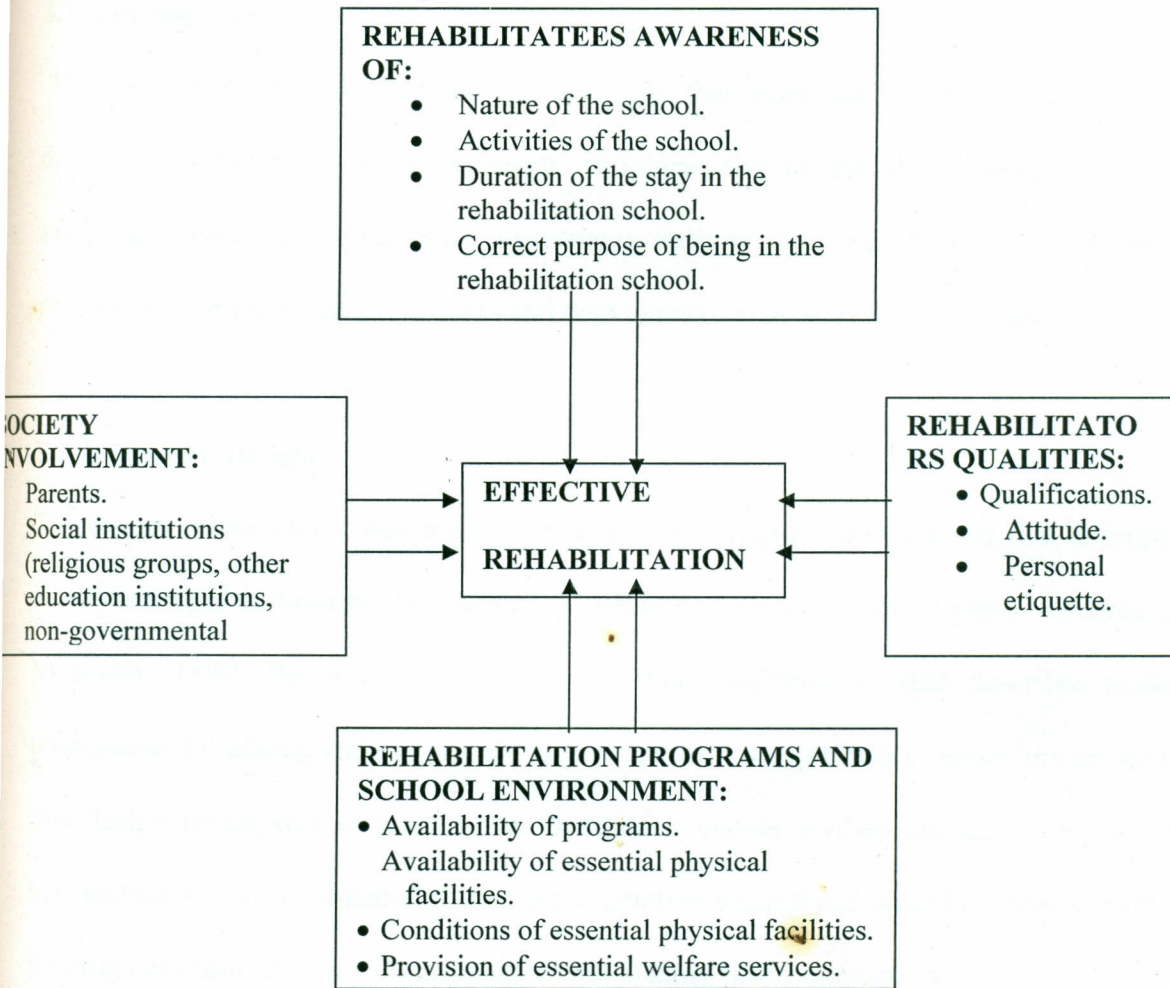 REHABILITATEES AWARENESS
OF:
• Nature of the school.
• Activities of the school.
• Duration of the stay in the
rehabilitation school.
• Correct purpose of being in the
rehabilitation school.
OCIETY
NVOLVEMENT:
Parents.
Social institutions
(religious groups, other
education institutions,
non-governmental
EFFECTIVE
REHABILITATION
REHABILITATO
RS QUALITIES:
• Qualifications.
• Attitude.
• Personal
etiquette.
REHABILITATION PROGRAMS AND
SCHOOL ENVIRONMENT:
• Availability of programs.
Availability of essential physical
facilities.
• Conditions of essential physical facilities.
• Provision of essential welfare services.